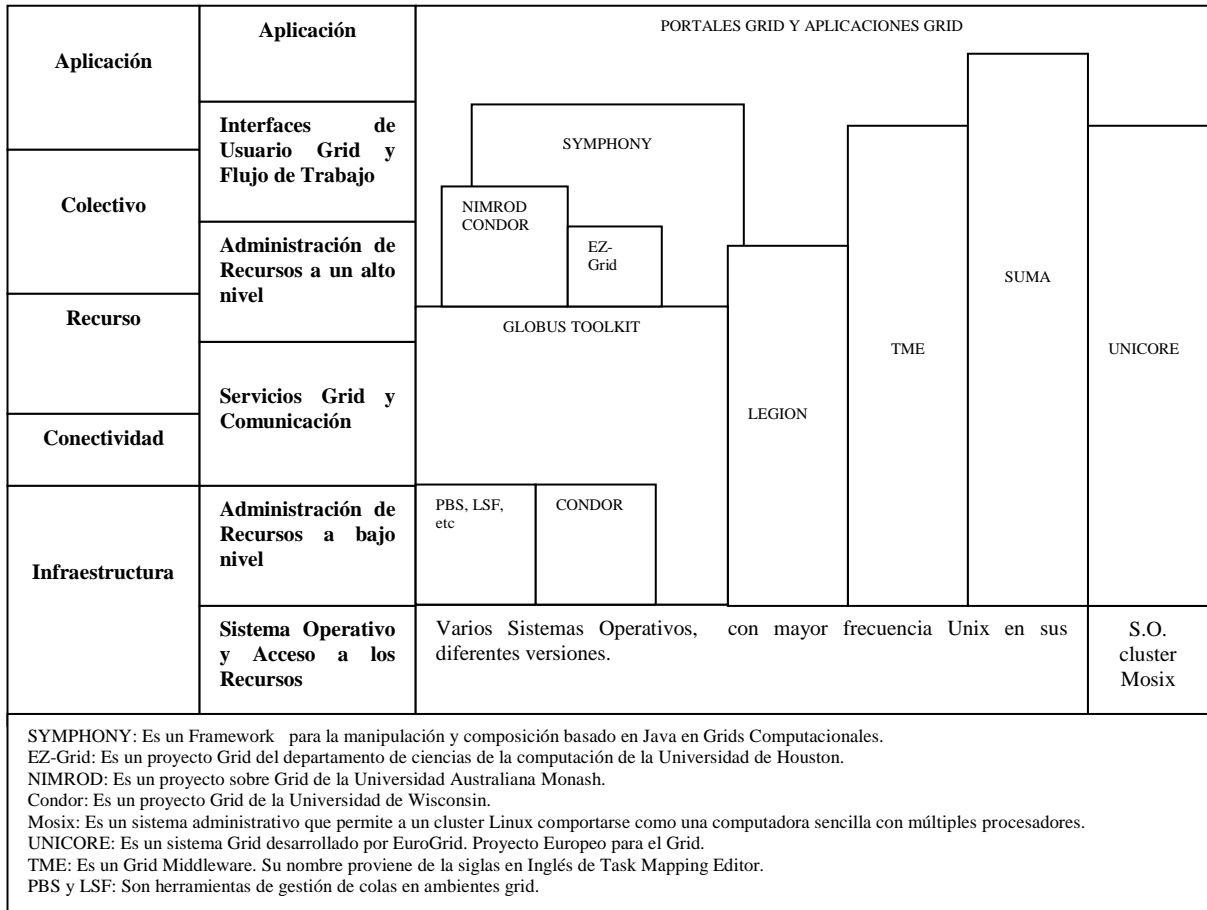 Aplicación
Colectivo
Recurso
Conectividad
Infraestructura
Aplicación
Interfaces de
Usuario Grid y
Flujo de Trabajo
Administración de
Recursos a un alto
nivel
Servicios Grid y
Comunicación
Administración de
Recursos a bajo
nivel
Sistema Operativo
y Acceso a los
Recursos
PORTALES GRID Y APLICACIONES GRID
SYMPHONY
NIMROD
CONDOR
EZ-
Grid
GLOBUS TOOLKIT
PBS, LSF,
etc
CONDOR
LEGION
TME
SUMA
UNICORE
Varios Sistemas Operativos, con mayor frecuencia Unix en sus
diferentes versiones.
S.O.
cluster
Mosix
SYMPHONY: Es un Framework para la manipulación y composición basado en Java en Grids Computacionales.
EZ-Grid: Es un proyecto Grid del departamento de ciencias de la computación de la Universidad de Houston.
NIMROD: Es un proyecto sobre Grid de la Universidad Australiana Monash.
Condor: Es un proyecto Grid de la Universidad de Wisconsin.
Mosix: Es un sistema administrativo que permite a un cluster Linux comportarse como una computadora sencilla con múltiples procesadores.
UNICORE: Es un sistema Grid desarrollado por EuroGrid. Proyecto Europeo para el Grid.
TME: Es un Grid Middleware. Su nombre proviene de la siglas en Inglés de Task Mapping Editor.
PBS y LSF: Son herramientas de gestión de colas en ambientes grid.